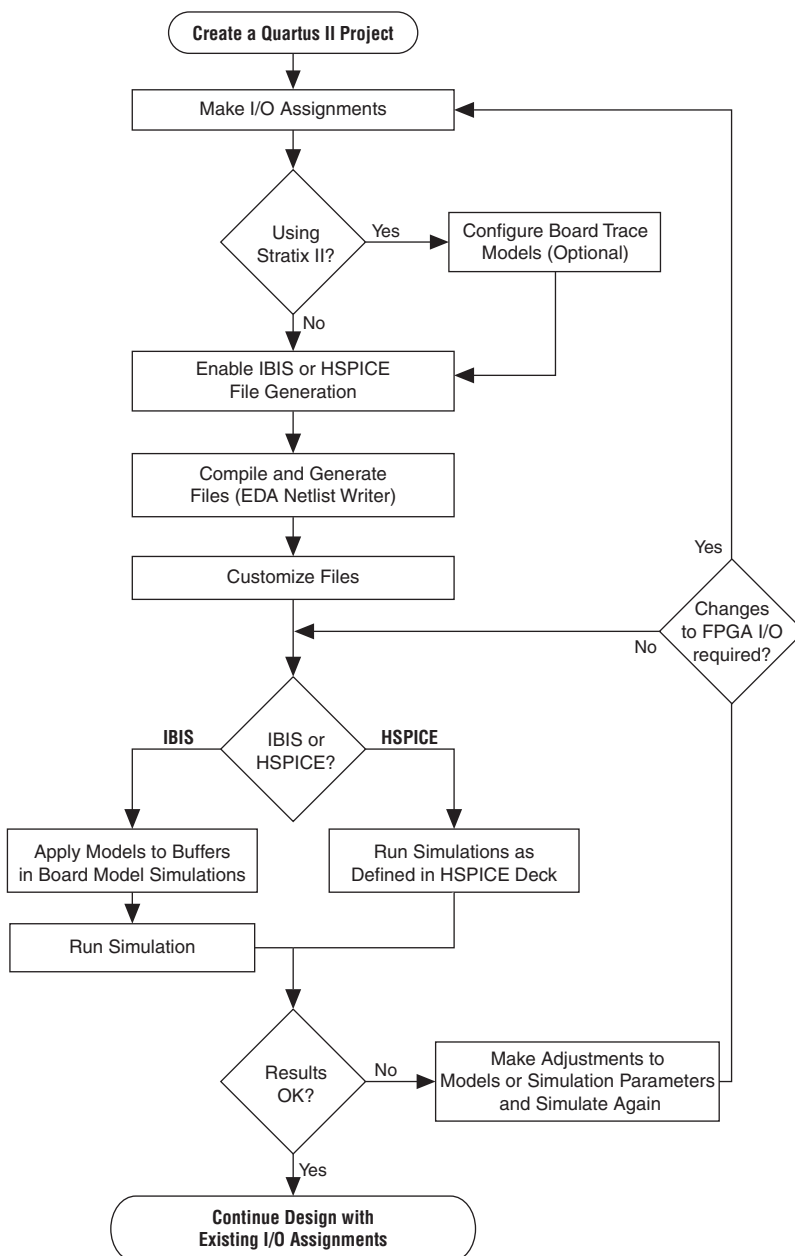 Create a Quartus II Project
Make I/O Assignments
Using
Stratix II?
Yes
Configure Board Trace
Models (Optional)
No
Enable IBIS or HSPICE
File Generation
Compile and Generate
Files (EDA Netlist Writer)
Customize Files
Yes
Changes
to FPGA I/O
required?
No
IBIS or
HSPICE?
IBIS
HSPICE
Apply Models to Buffers
in Board Model Simulations
Run Simulations as
Defined in HSPICE Deck
Run Simulation
Results
OK?
No
Make Adjustments to
Models or Simulation Parameters
and Simulate Again
Yes
Continue Design with
Existing I/O Assignments